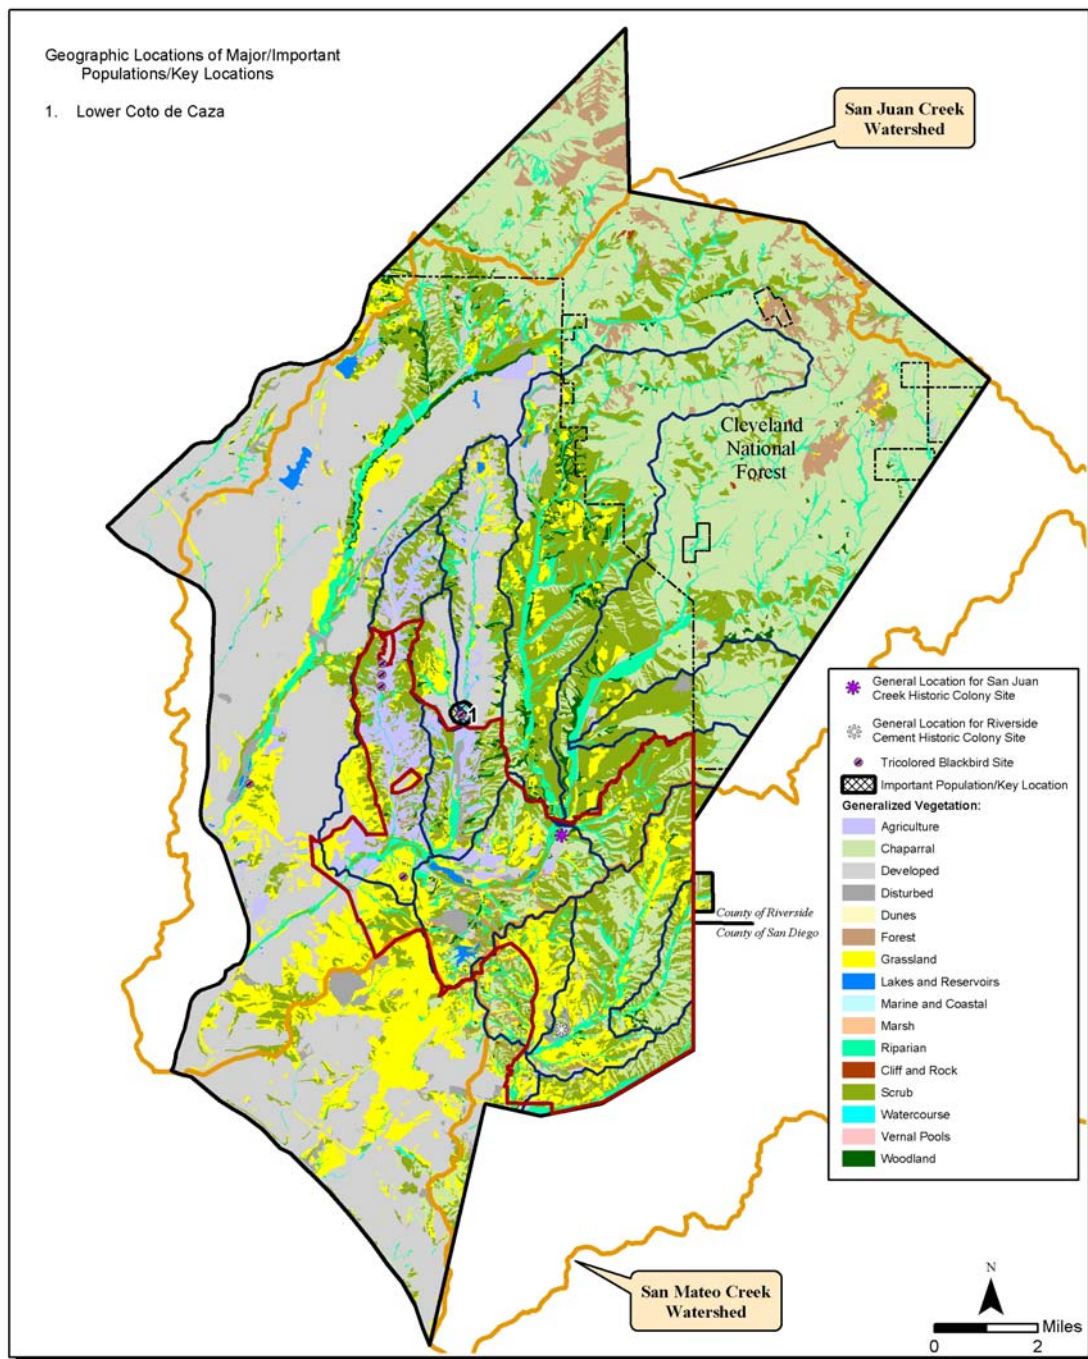 Geographic Locations of Major/Important
Populations/Key Locations
1. Lower Coto de Caza
San Juan Creek
Watershed
Cleveland
National
Forest
1
General Location for San Juan
Creek Historic Colony Site
General Location for Riverside
Cement Historic Colony Site
Tricolored Blackbird Site
Important Population/Key Location
Generalized Vegetation:
Agriculture
Chaparral
Developed
Disturbed
Dunes
Forest
Grassland
Lakes and Reservoirs
Marine and Coastal
Marsh
Riparian
Cliff and Rock
Scrub
Watercourse
Vernal Pools
Woodland
County of Riverside
County of San Diego
San Mateo Creek
Watershed
N
Miles
0 2